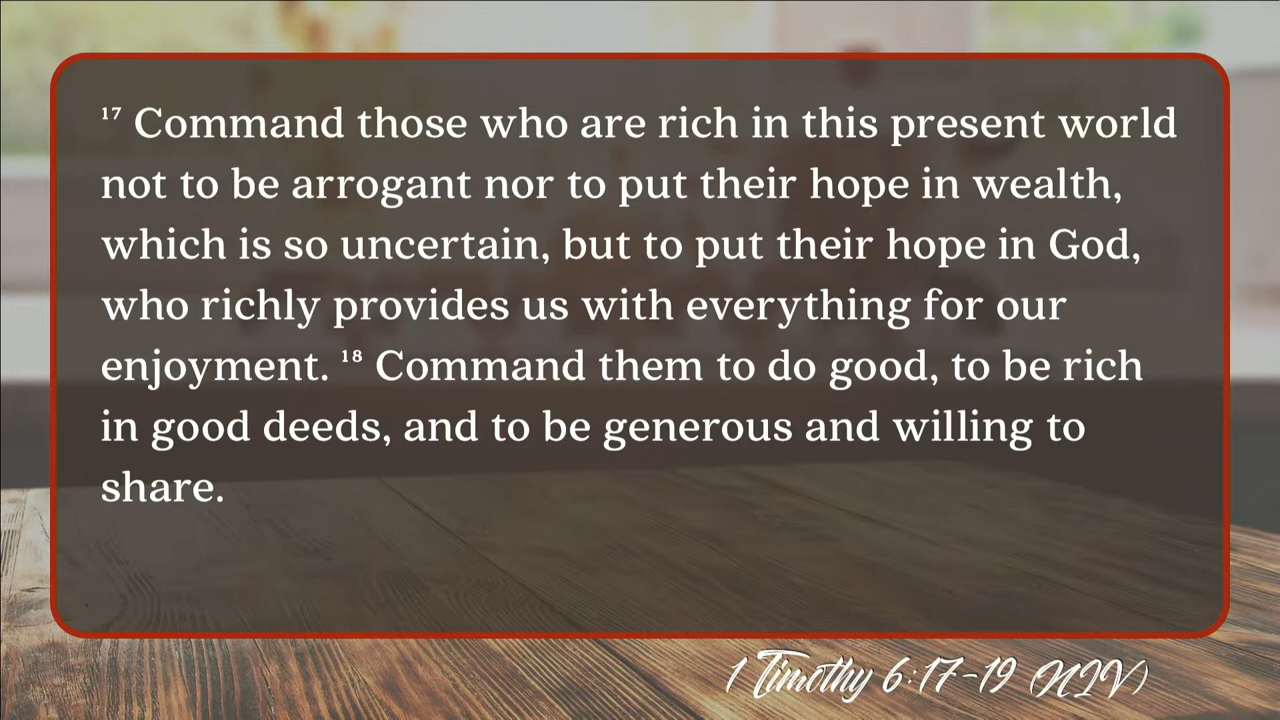 ¹⁷ Command those who are rich in this present world
not to be arrogant nor to put their hope in wealth,
which is so uncertain, but to put their hope in God,
who richly provides us with everything for our
enjoyment. ¹⁸ Command them to do good, to be rich
in good deeds, and to be generous and willing to
share.
1 Timothy 6:17-19 (NIV)